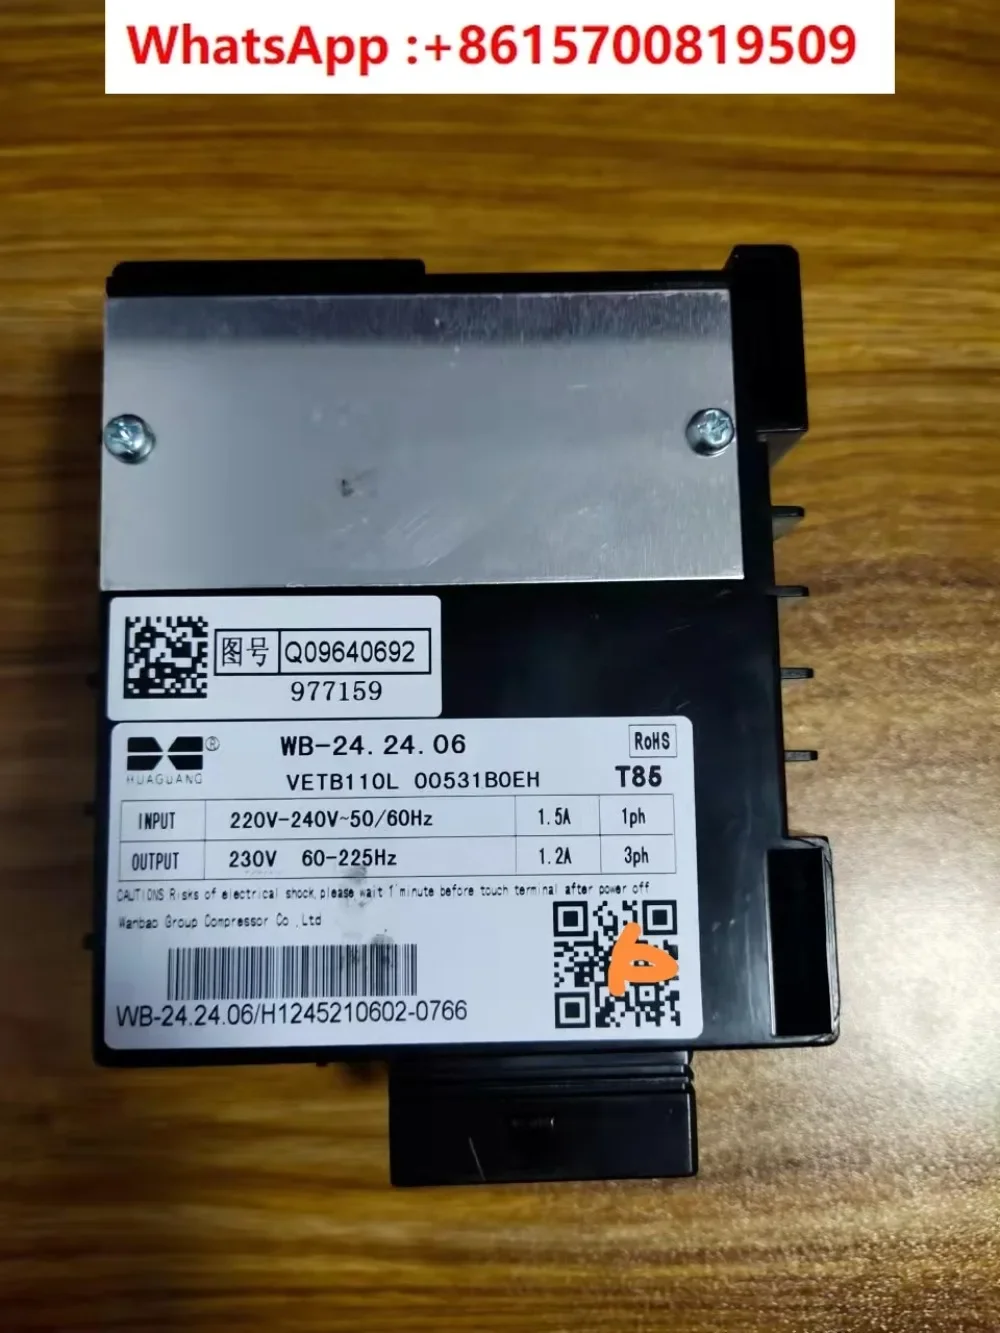 WhatsApp :+8615700819509
图号 Q09640692
977159
HUAGUANG ®
WB-24.24.06
RoHS
VETB110L 00531B0EH
T85
INPUT 220V-240V~50/60Hz 1.5A 1ph
OUTPUT 230V 60-225Hz 1.2A 3ph
CAUTIONS Risks of electrical shock, please wait 1 minute before touch terminal after power off
Wanbao Group Compressor Co.,Ltd
WB-24.24.06/H1245210602-0766